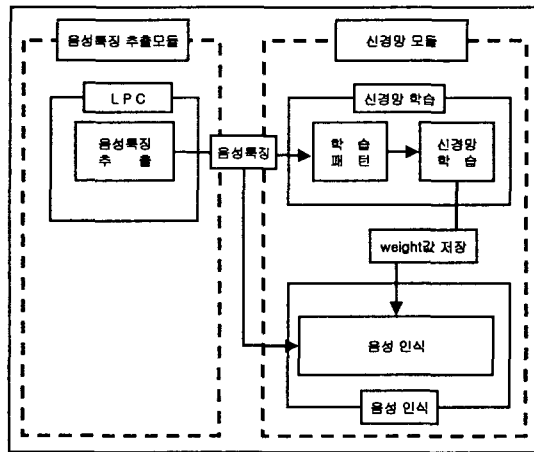 음성특징 추출모듈
신경망 모듈
L P C
신경망 학습
음성특징
추 출
음성특징
학 습
패 턴
신경망
학 습
weight값 저장
음성 인식
음성 인식